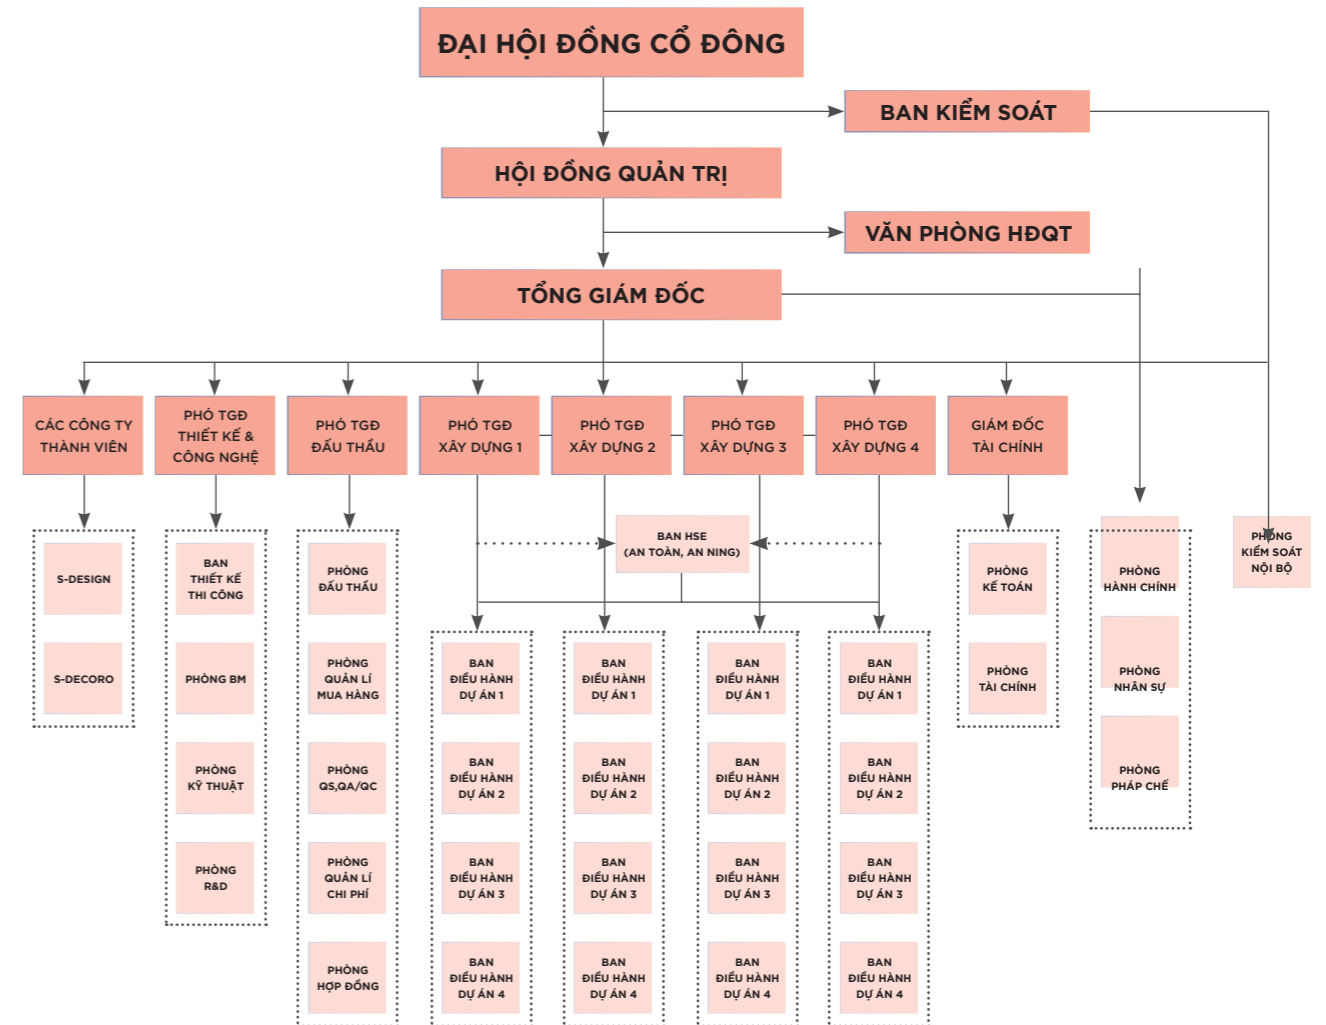 ĐẠI HỘI ĐỒNG CỔ ĐÔNG
BAN KIỂM SOÁT
HỘI ĐỒNG QUẢN TRỊ
VĂN PHÒNG HĐQT
TỔNG GIÁM ĐỐC
CÁC CÔNG TY
THÀNH VIÊN
PHÓ TGĐ
THIẾT KẾ &
CÔNG NGHỆ
PHÓ TGĐ
ĐẤU THẦU
PHÓ TGĐ
XÂY DỰNG 1
PHÓ TGĐ
XÂY DỰNG 2
PHÓ TGĐ
XÂY DỰNG 3
PHÓ TGĐ
XÂY DỰNG 4
GIÁM ĐỐC
TÀI CHÍNH
BAN HSE
(AN TOÀN, AN NING)
S-DESIGN
S-DECORO
BAN
THIẾT KẾ
THI CÔNG
PHÒNG BM
PHÒNG
KỸ THUẬT
PHÒNG
R&D
PHÒNG
ĐẤU THẦU
PHÒNG
QUẢN LÍ
MUA HÀNG
PHÒNG
QS,QA/QC
PHÒNG
QUẢN LÍ
CHI PHÍ
PHÒNG
HỢP ĐỒNG
BAN
ĐIỀU HÀNH
DỰ ÁN 1
BAN
ĐIỀU HÀNH
DỰ ÁN 2
BAN
ĐIỀU HÀNH
DỰ ÁN 3
BAN
ĐIỀU HÀNH
DỰ ÁN 4
BAN
ĐIỀU HÀNH
DỰ ÁN 1
BAN
ĐIỀU HÀNH
DỰ ÁN 2
BAN
ĐIỀU HÀNH
DỰ ÁN 3
BAN
ĐIỀU HÀNH
DỰ ÁN 4
BAN
ĐIỀU HÀNH
DỰ ÁN 1
BAN
ĐIỀU HÀNH
DỰ ÁN 2
BAN
ĐIỀU HÀNH
DỰ ÁN 3
BAN
ĐIỀU HÀNH
DỰ ÁN 4
BAN
ĐIỀU HÀNH
DỰ ÁN 1
BAN
ĐIỀU HÀNH
DỰ ÁN 2
BAN
ĐIỀU HÀNH
DỰ ÁN 3
BAN
ĐIỀU HÀNH
DỰ ÁN 4
PHÒNG
KẾ TOÁN
PHÒNG
TÀI CHÍNH
PHÒNG
HÀNH CHÍNH
PHÒNG
NHÂN SỰ
PHÒNG
PHÁP CHẾ
PHÒNG
KIỂM SOÁT
NỘI BỘ